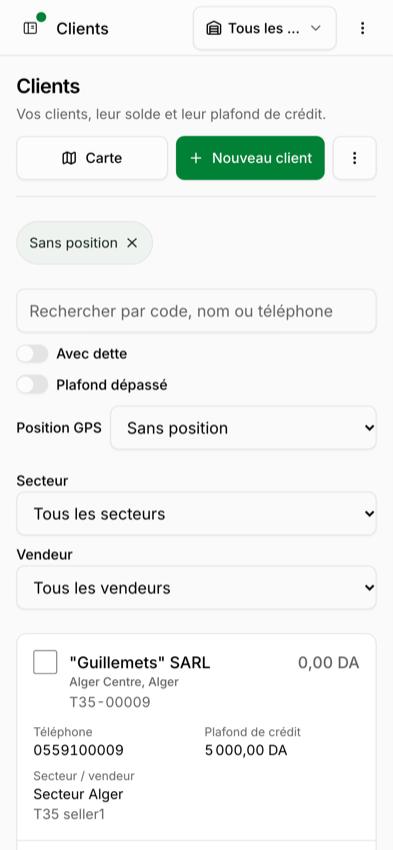 Clients
Tous les ...
Clients
Vos clients, leur solde et leur plafond de crédit.
Carte
+ Nouveau client
Sans position ×
Rechercher par code, nom ou téléphone
Avec dette
Plafond dépassé
Position GPS Sans position
Secteur
Tous les secteurs
Vendeur
Tous les vendeurs
"Guillemets" SARL 0,00 DA
Alger Centre, Alger
T35-00009
Téléphone Plafond de crédit
0559100009 5 000,00 DA
Secteur / vendeur
Secteur Alger
T35 seller1